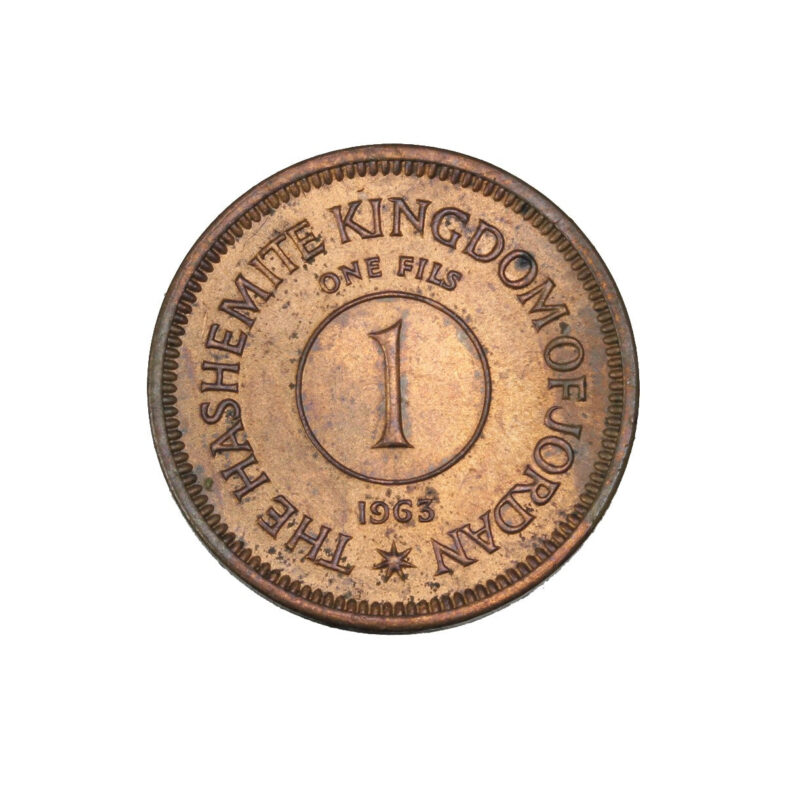 THE HASHEMITE KINGDOM OF JORDAN
ONE FILS
1
1963